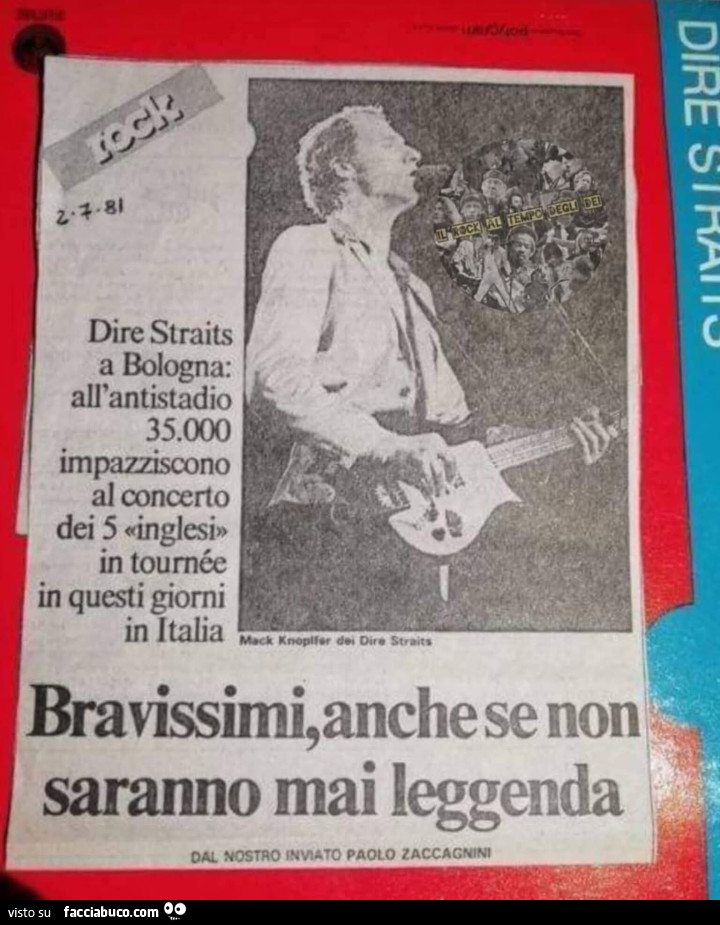 polyGram
DIRE STRAITS
rock
2-7-81
IL ROCK AL TEMPO DEGLI DEI
Dire Straits
a Bologna:
all'antistadio
35.000
impazziscono
al concerto
dei 5 «inglesi»
in tournée
in questi giorni
in Italia
Mack Knoplfer dei Dire Straits
Bravissimi, anche se non
saranno mai leggenda
DAL NOSTRO INVIATO PAOLO ZACCAGNINI
visto su facciabuco.com